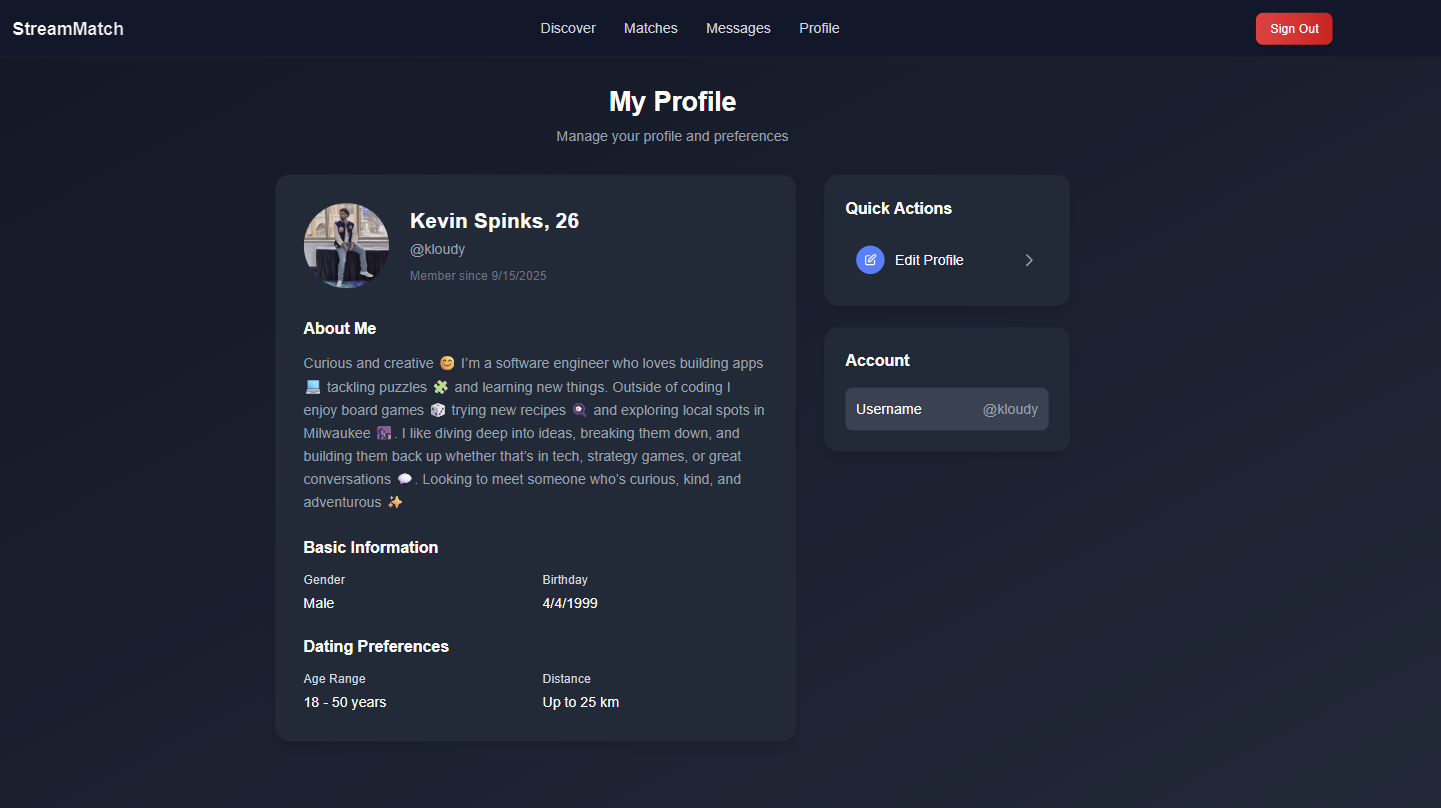 StreamMatch
Discover Matches Messages Profile
Sign Out
My Profile
Manage your profile and preferences
Kevin Spinks, 26
@kloudy
Member since 9/15/2025
About Me
Curious and creative 😊 I’m a software engineer who loves building apps
💻 tackling puzzles 🧩 and learning new things. Outside of coding I
enjoy board games 🎲 trying new recipes 🍳 and exploring local spots in
Milwaukee 🌆. I like diving deep into ideas, breaking them down, and
building them back up whether that’s in tech, strategy games, or great
conversations 💬. Looking to meet someone who’s curious, kind, and
adventurous ✨
Basic Information
Gender
Male
Birthday
4/4/1999
Dating Preferences
Age Range
18 - 50 years
Distance
Up to 25 km
Quick Actions
Edit Profile
Account
Username @kloudy